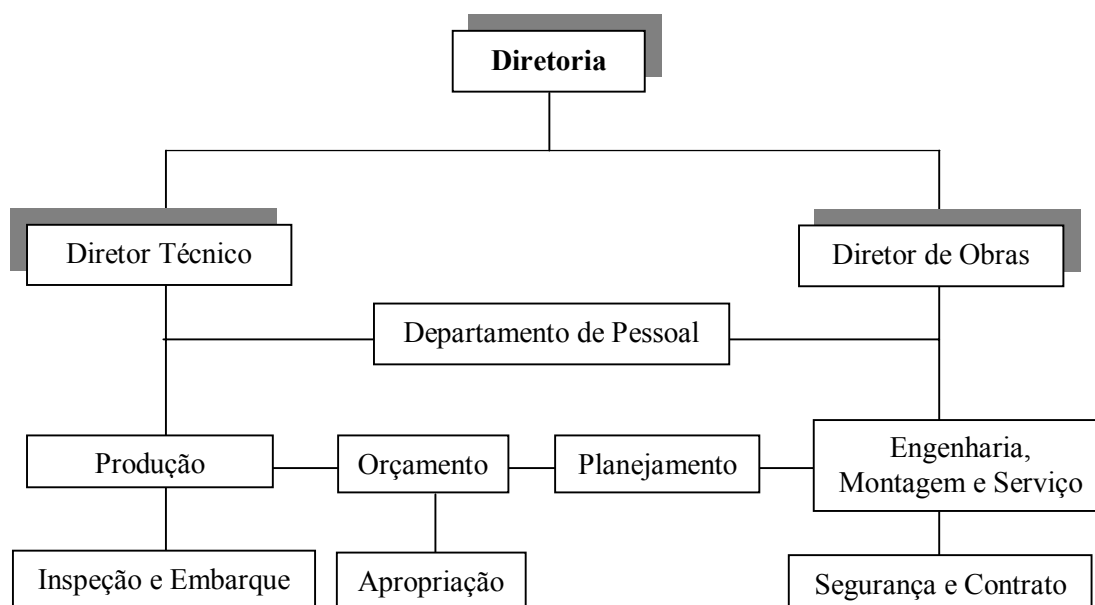 Diretoria
Diretor Técnico
Diretor de Obras
Departamento de Pessoal
Produção
Orçamento
Planejamento
Engenharia,
Montagem e Serviço
Inspeção e Embarque
Apropriação
Segurança e Contrato